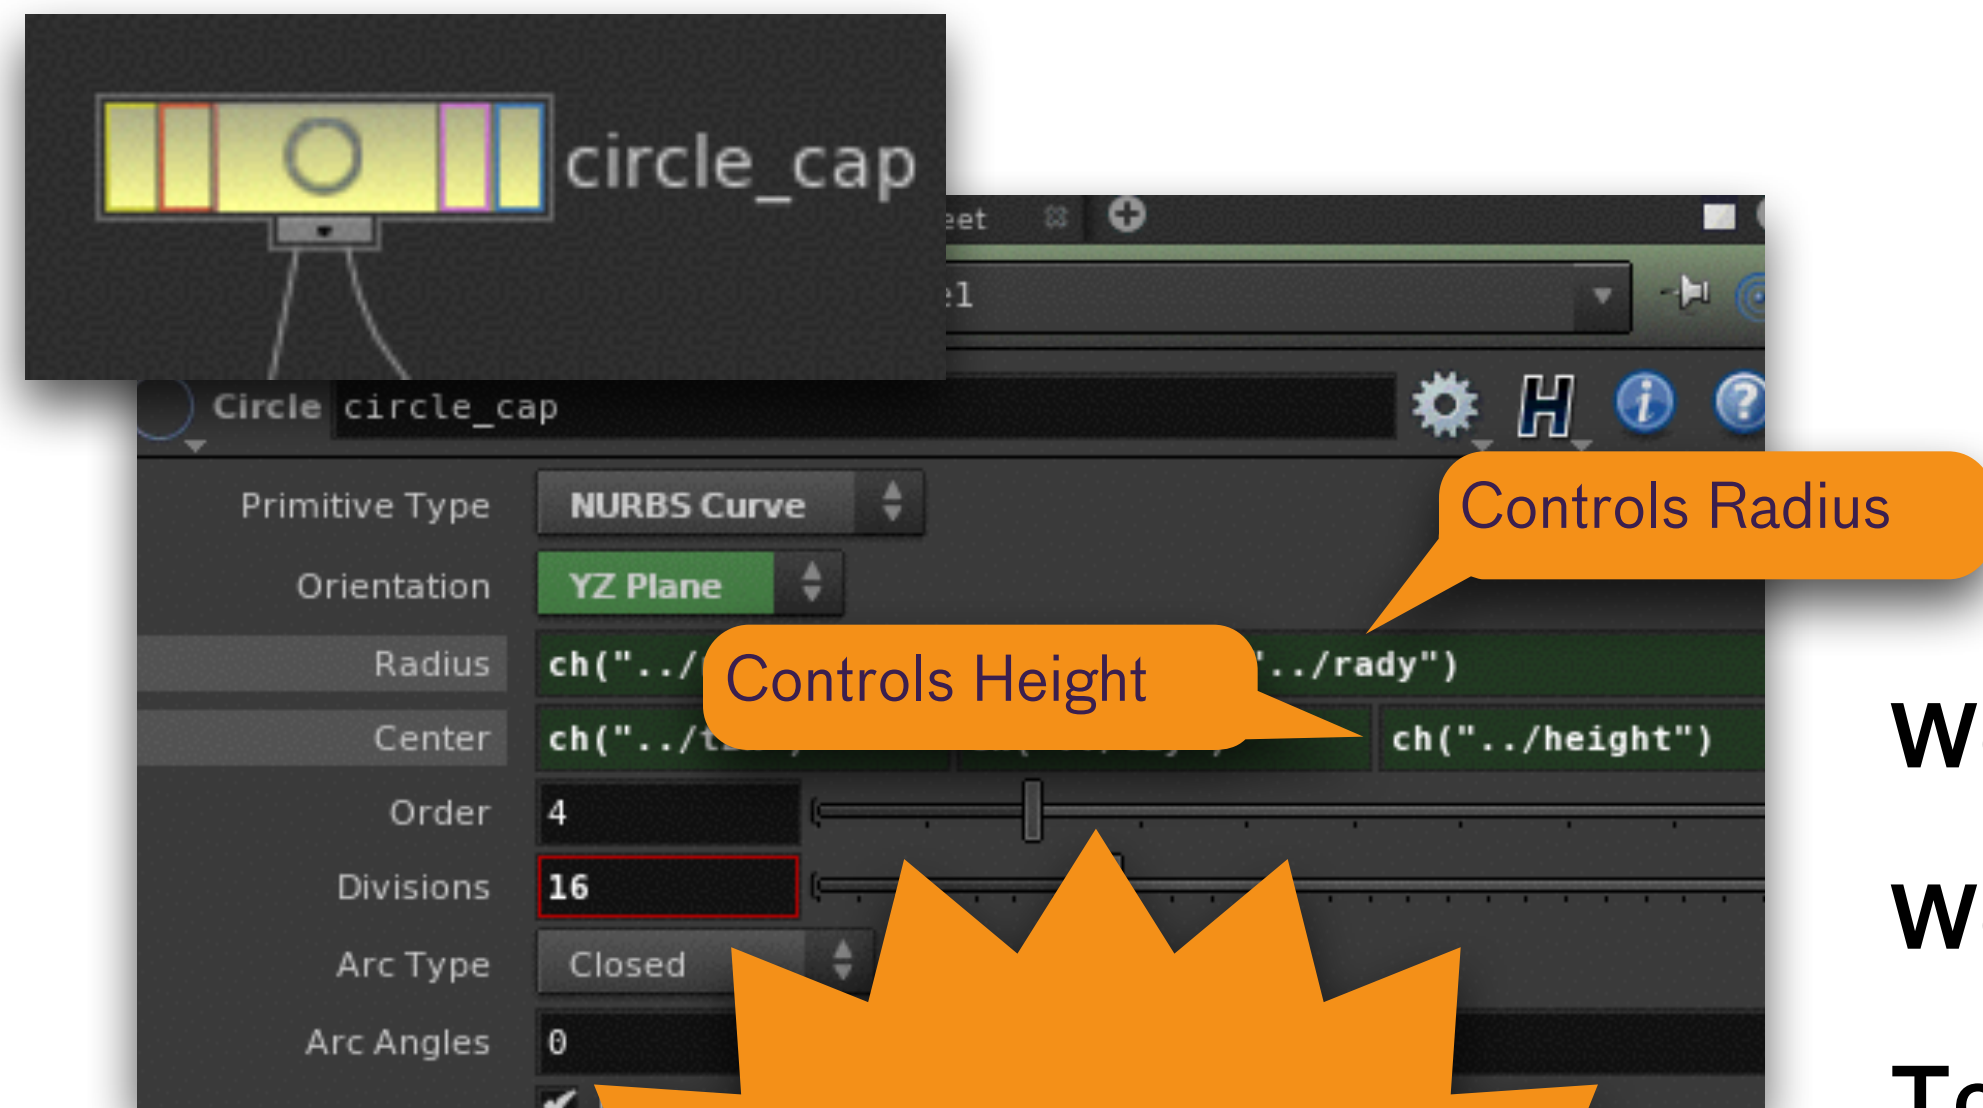 circle_cap
Circle circle_cap
Primitive Type NURBS Curve
Controls Radius
Orientation YZ Plane
Radius ch("../ ../rady")
Controls Height
Center ch("../ ch("../height")
Order 4
Divisions 16
Arc Type Closed
Arc Angles 0